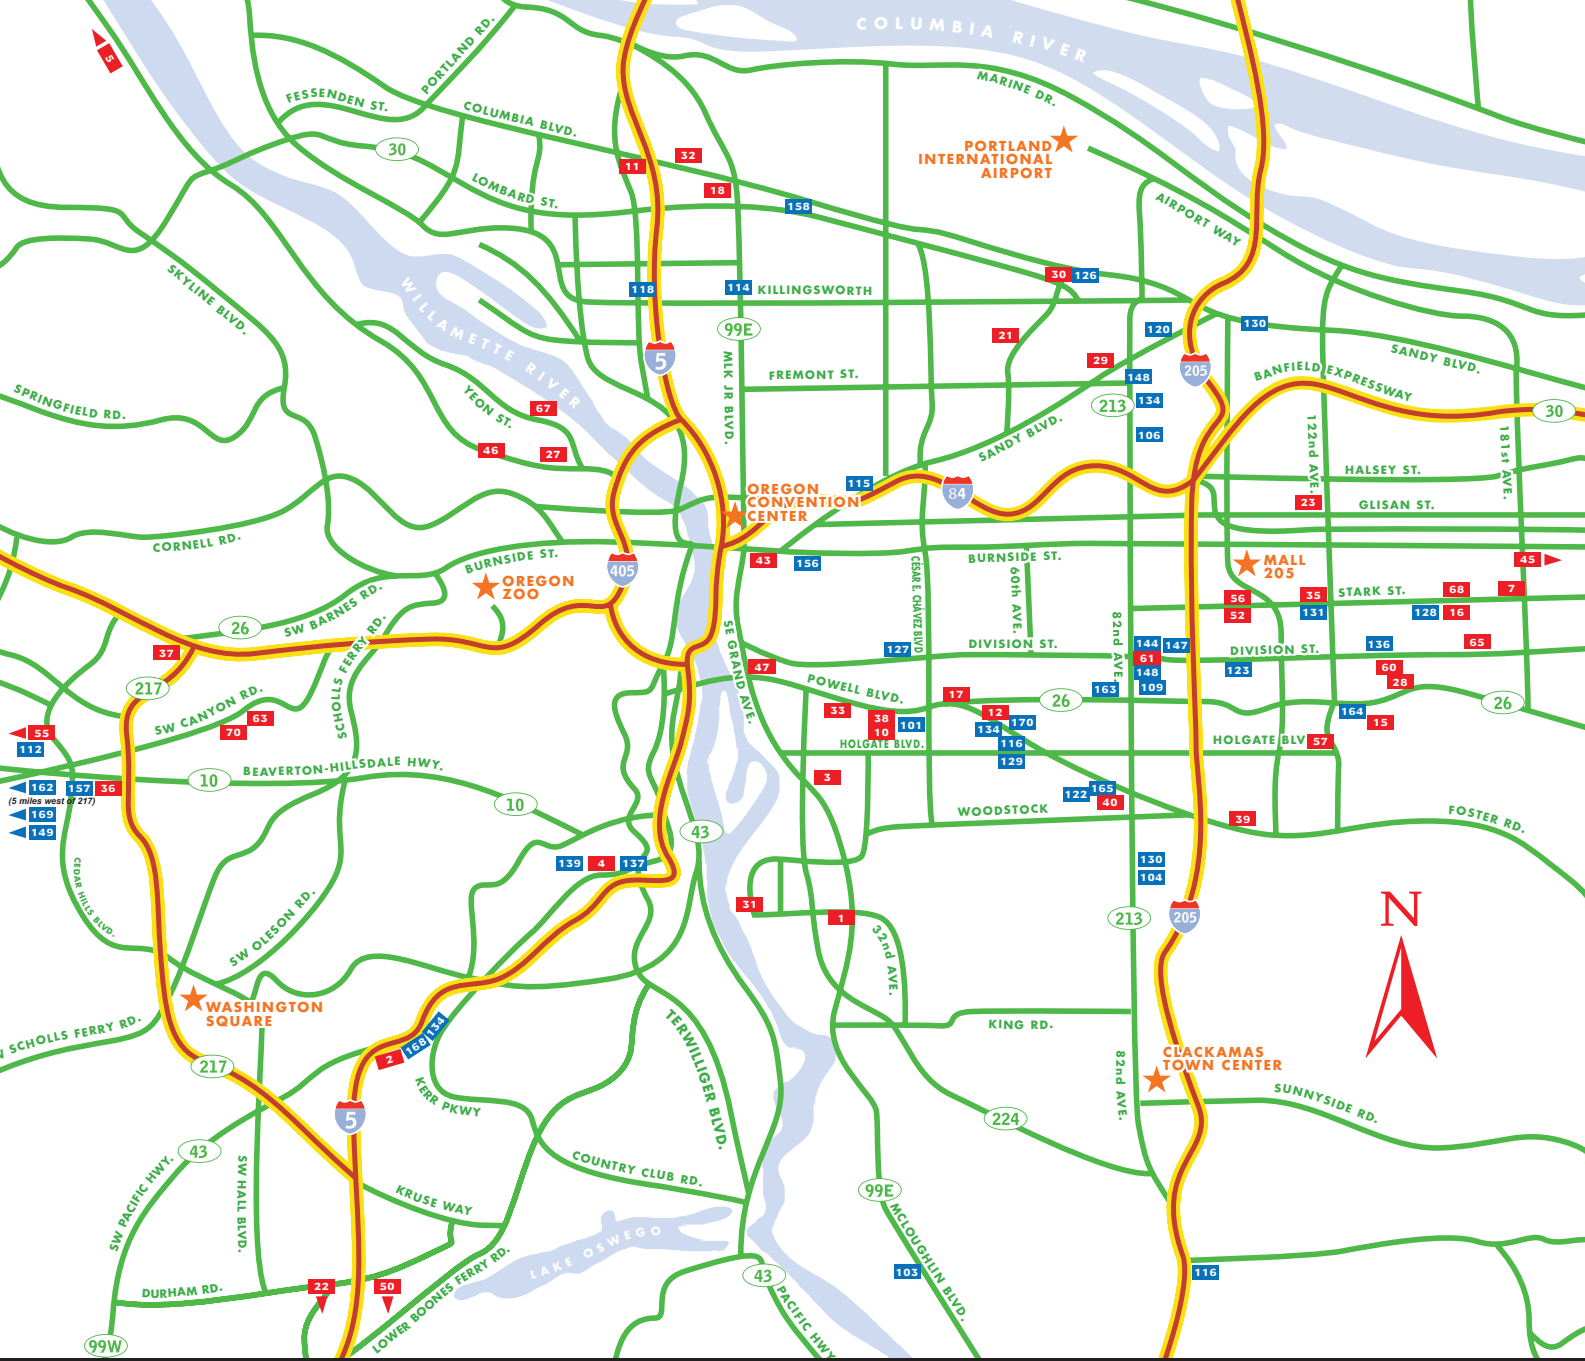 COLUMBIA RIVER
5
PORTLAND RD.
MARINE DR.
FESSENDEN ST.
COLUMBIA BLVD.
30
PORTLAND
INTERNATIONAL
AIRPORT
11
32
18
LOMBARD ST.
158
AIRPORT WAY
SKYLINE BLVD.
WILLAMETTE RIVER
118
114
KILLINGSWORTH
30
126
99E
21
120
130
5
29
205
SANDY BLVD.
BANFIELD EXPRESSWAY
MLK JR BLVD.
FREMONT ST.
148
134
213
30
SPRINGFIELD RD.
YEON ST.
67
46
27
SANDY BLVD.
106
122nd AVE.
181st AVE.
HALSEY ST.
115
84
OREGON
CONVENTION
CENTER
23
GLISAN ST.
CORNELL RD.
BURNSIDE ST.
405
43
156
CÉSAR E. CHÁVEZ BLVD
BURNSIDE ST.
60th AVE.
MALL
205
45
OREGON
ZOO
SW BARNES RD.
26
56
52
35
131
STARK ST.
68
7
128
16
82nd AVE.
SE GRAND AVE.
37
SCHOLLS FERRY RD.
127
DIVISION ST.
144
147
61
148
109
163
DIVISION ST.
123
136
65
60
28
217
47
POWELL BLVD.
17
26
26
SW CANYON RD.
63
70
55
112
33
38
10
101
12
134
170
116
129
164
15
HOLGATE BLVD.
HOLGATE BLV
57
10
BEAVERTON-HILLSDALE HWY.
162
157
36
(5 miles west of 217)
169
149
3
10
122
165
40
WOODSTOCK
39
FOSTER RD.
43
139
4
137
130
104
CEDAR HILLS BLVD.
SW OLESON RD.
31
1
32nd AVE.
213
205
N
WASHINGTON
SQUARE
W SCHOLLS FERRY RD.
134
168
2
TERWILLIGER BLVD.
KING RD.
CLACKAMAS
TOWN CENTER
82nd AVE.
217
5
KERR PKWY
224
SUNNYSIDE RD.
43
SW PACIFIC HWY.
SW HALL BLVD.
COUNTRY CLUB RD.
KRUSE WAY
99E
MCLOUGHLIN BLVD.
LAKE OSWEGO
LOWER BOONES FERRY RD.
DURHAM RD.
22
50
43
PACIFIC HWY
103
116
99W